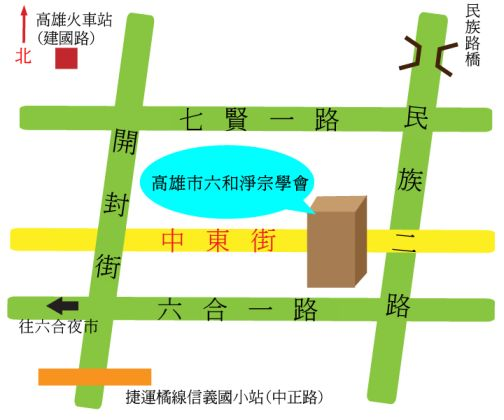 高雄火車站
(建國路)
北
民族路橋
七賢一路
開封街
民族二路
高雄市六和淨宗學會
中東街
六合一路
往六合夜市
捷運橘線信義國小站(中正路)